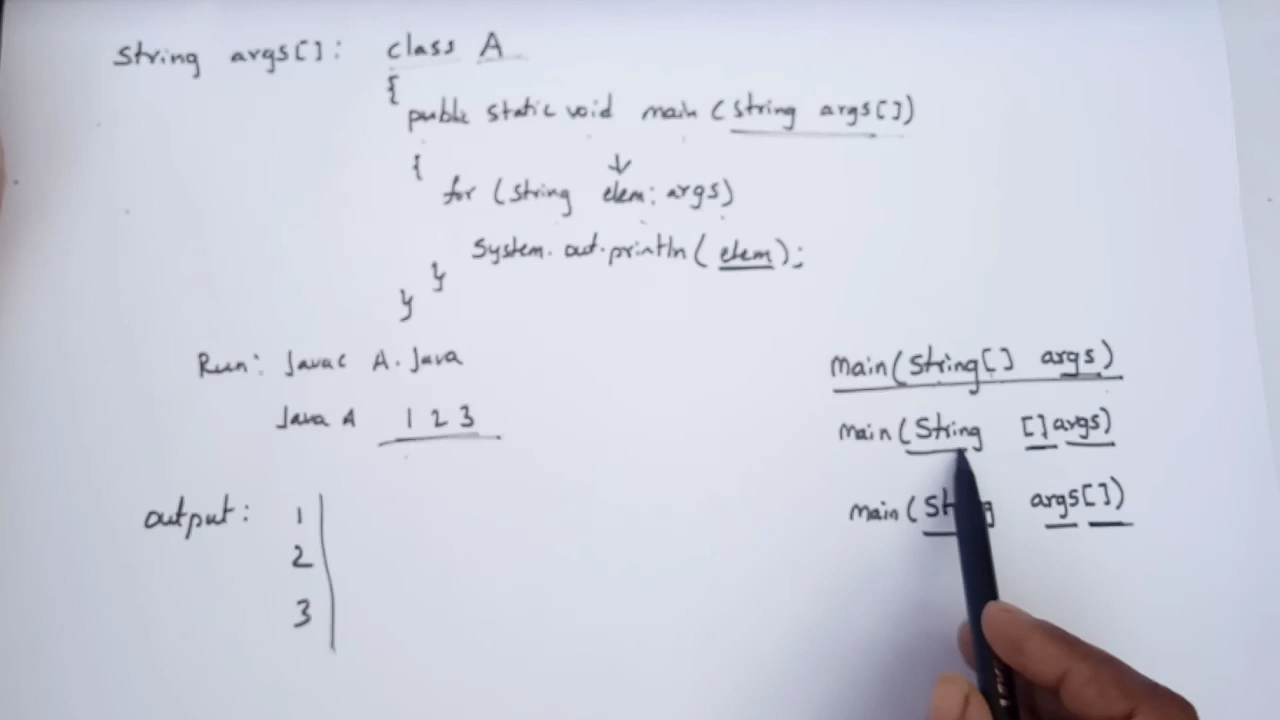 String args[]: class A
{
public static void main (String args[])
{
for (String elem: args)
System.out.println( elem );
}
}
Run: Javac A.Java
Java A 1 2 3
output: 1
2
3
main(String[] args)
main(String []args)
main( args[])